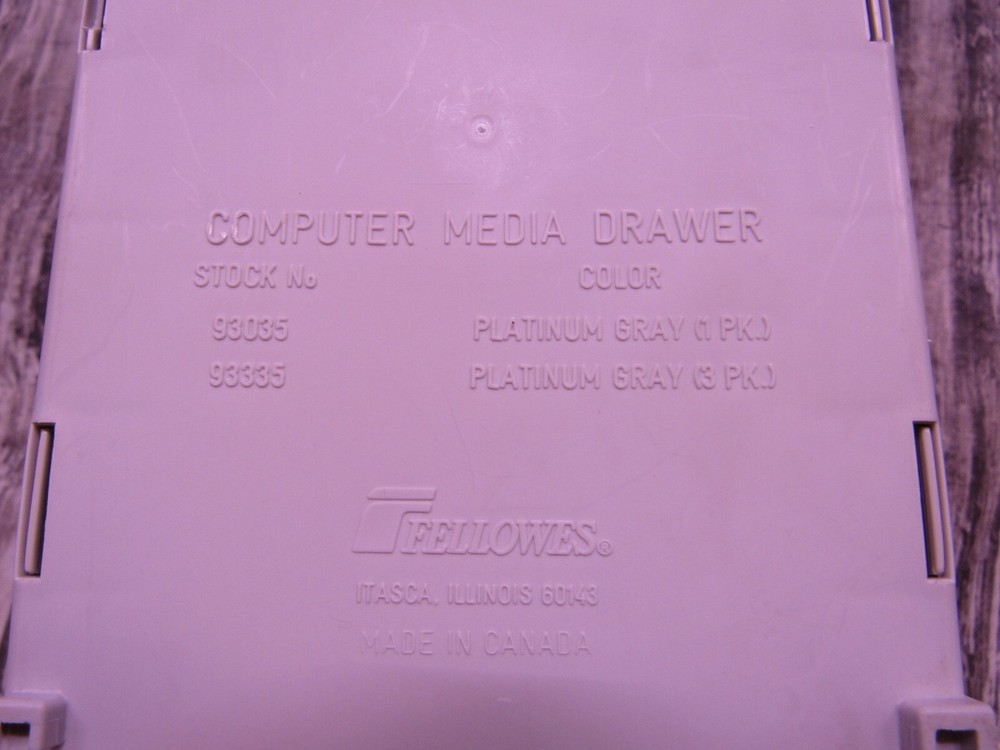 COMPUTER MEDIA DRAWER
STOCK No COLOR
93035 PLATINUM GRAY (1 PK.)
93335 PLATINUM GRAY (3 PK.)
FELLOWES®
ITASCA, ILLINOIS 60143
MADE IN CANADA